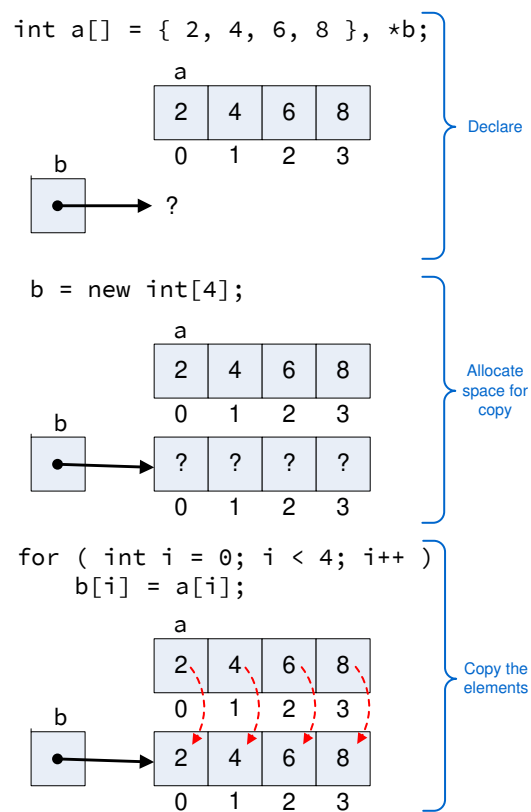 int a[] = { 2, 4, 6, 8 }, *b;
a
2 4 6 8
0 1 2 3
b
?
Declare
b = new int[4];
a
2 4 6 8
0 1 2 3
b
? ? ? ?
0 1 2 3
Allocate
space for
copy
for ( int i = 0; i < 4; i++ )
b[i] = a[i];
a
2 4 6 8
0 1 2 3
b
2 4 6 8
0 1 2 3
Copy the
elements